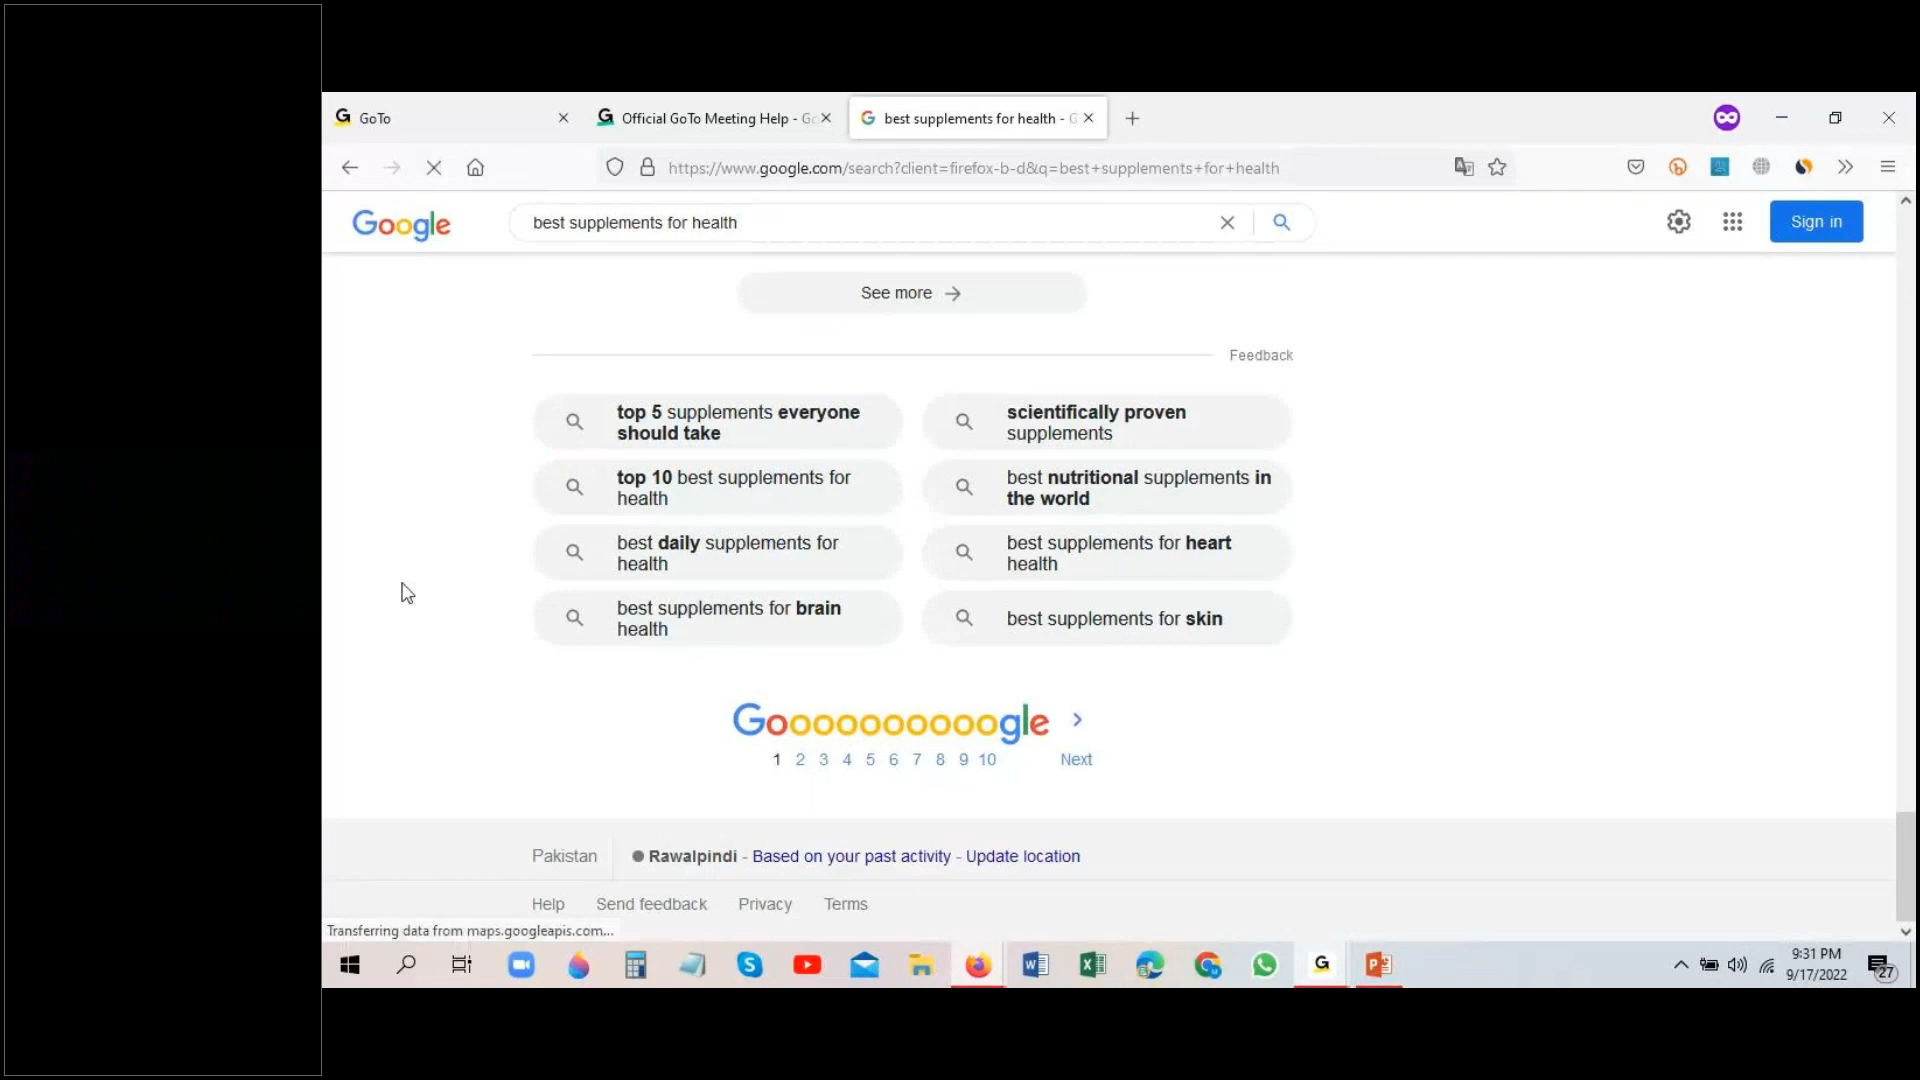 GoTo
Official GoTo Meeting Help - Go
best supplements for health - G
https://www.google.com/search?client=firefox-b-d&q=best+supplements+for+health
Google
best supplements for health
Sign in
See more
Feedback
top 5 supplements everyone
should take
scientifically proven
supplements
top 10 best supplements for
health
best nutritional supplements in
the world
best daily supplements for
health
best supplements for heart
health
best supplements for brain
health
best supplements for skin
Goooooooooogle
1 2 3 4 5 6 7 8 9 10 Next
Pakistan
Rawalpindi - Based on your past activity - Update location
Help Send feedback Privacy Terms
Transferring data from maps.googleapis.com...
9:31 PM
9/17/2022
27